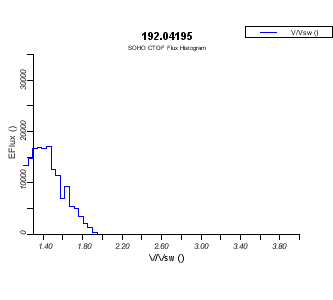 192.04195
SOHO CTOF Flux Histogram
V/Vsw ()
EFlux ()
30000
20000
10000
0
1.40 1.80 2.20 2.60 3.00 3.40 3.80
V/Vsw ()